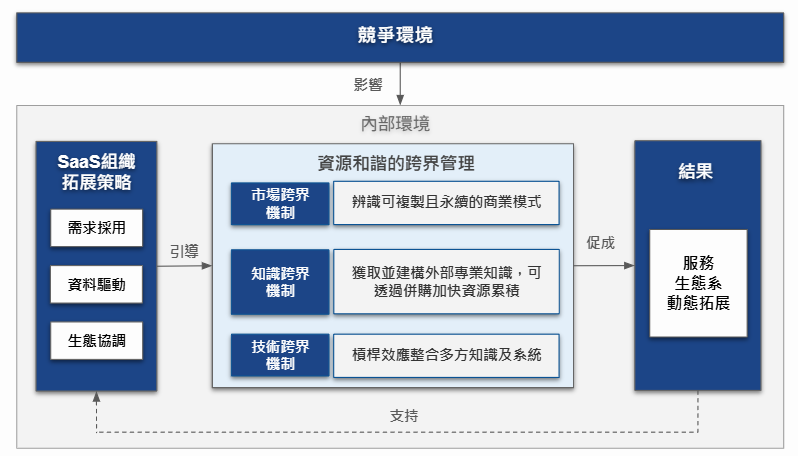 競爭環境
影響
內部環境
SaaS組織
拓展策略
需求採用
資料驅動
生態協調
引導
資源和諧的跨界管理
市場跨界
機制
辨識可複製且永續的商業模式
知識跨界
機制
獲取並建構外部專業知識，可
透過併購加快資源累積
技術跨界
機制
槓桿效應整合多方知識及系統
促成
結果
服務
生態系
動態拓展
支持